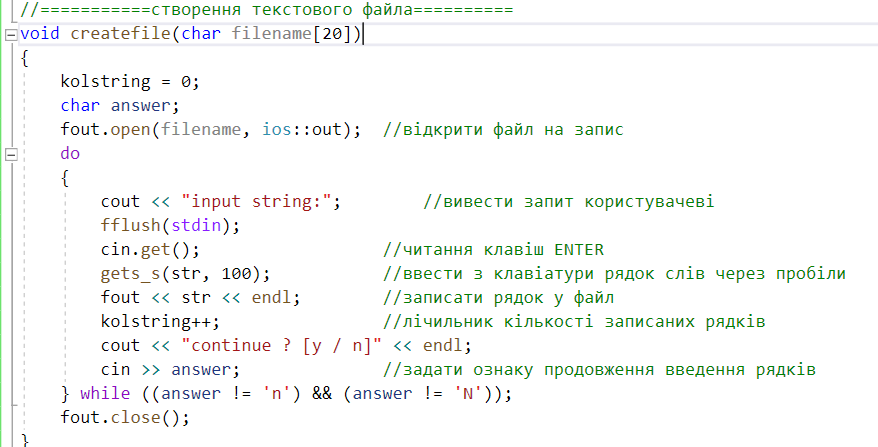 //===========створення текстового файла==========
void createfile(char filename[20])
{
kolstring = 0;
char answer;
fout.open(filename, ios::out);  //відкрити файл на запис
do
{
cout << "input string:";        //вивести запит користувачеві
fflush(stdin);
cin.get();                  //читання клавіш ENTER
gets_s(str, 100);           //ввести з клавіатури рядок слів через пробіли
fout << str << endl;        //записати рядок у файл
kolstring++;                //лічильник кількості записаних рядків
cout << "continue ? [y / n]" << endl;
cin >> answer;              //задати ознаку продовження введення рядків
} while ((answer != 'n') && (answer != 'N'));
fout.close();
}